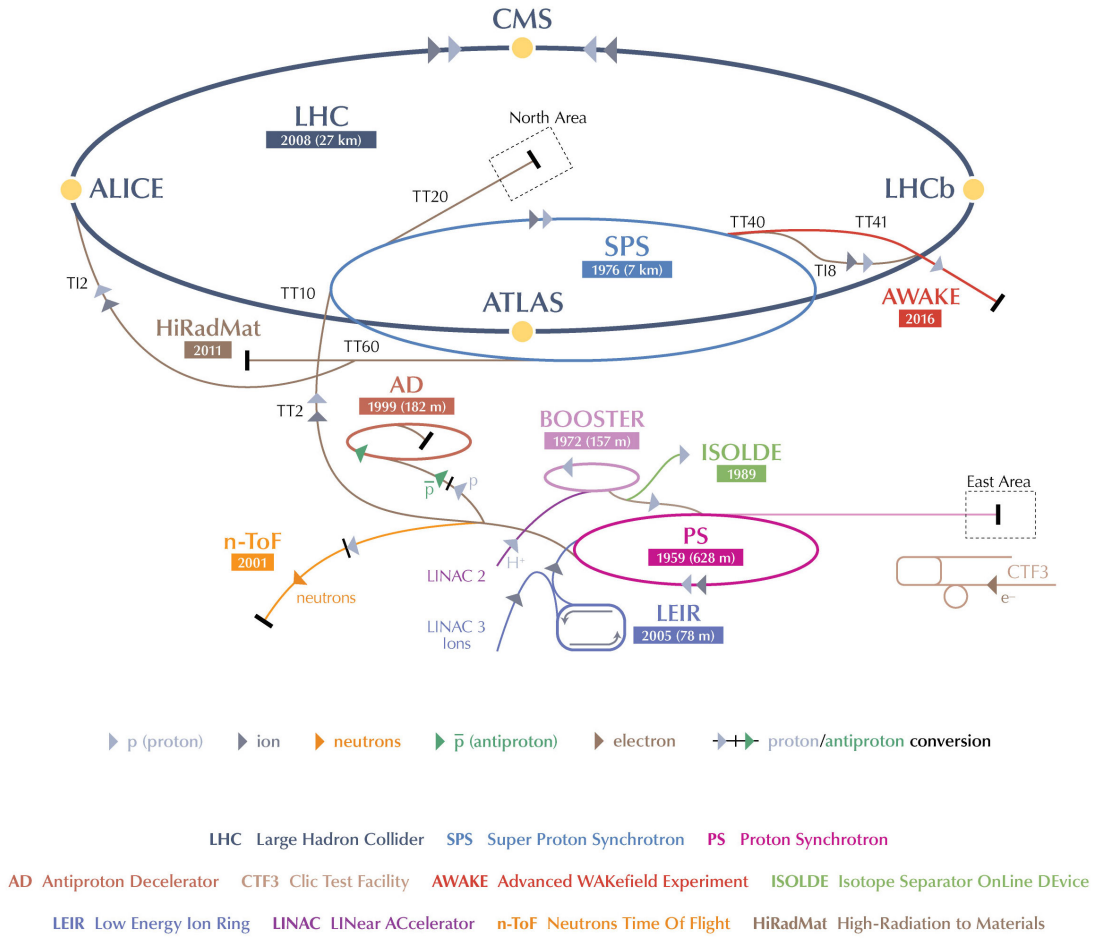 CMS
LHC
2008 (27 km)
North Area
ALICE
LHCb
TT20
TT40
TT41
SPS
1976 (7 km)
TI8
TI2
TT10
ATLAS
AWAKE
2016
HiRadMat
2011
TT60
AD
1999 (182 m)
TT2
BOOSTER
1972 (157 m)
ISOLDE
1989
p̅
p
East Area
n-ToF
2001
PS
1959 (628 m)
H+
LINAC 2
neutrons
CTF3
e–
LEIR
2005 (78 m)
LINAC 3
Ions
p (proton) ion neutrons p̅ (antiproton) electron proton/antiproton conversion
LHC Large Hadron Collider SPS Super Proton Synchrotron PS Proton Synchrotron
AD Antiproton Decelerator CTF3 Clic Test Facility AWAKE Advanced WAKefield Experiment ISOLDE Isotope Separator OnLine DEvice
LEIR Low Energy Ion Ring LINAC LINear ACcelerator n-ToF Neutrons Time Of Flight HiRadMat High-Radiation to Materials